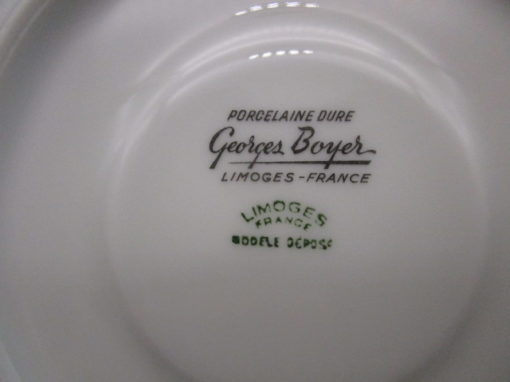 PORCELAINE DURE
Georges Boyer
LIMOGES-FRANCE
LIMOGES
FRANCE
MODELE DÉPOSÉ